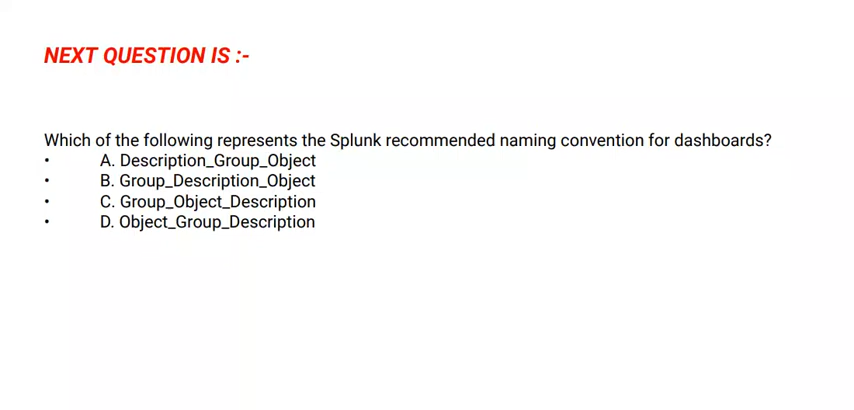 NEXT QUESTION IS :-
Which of the following represents the Splunk recommended naming convention for dashboards?
• A. Description_Group_Object
• B. Group_Description_Object
• C. Group_Object_Description
• D. Object_Group_Description